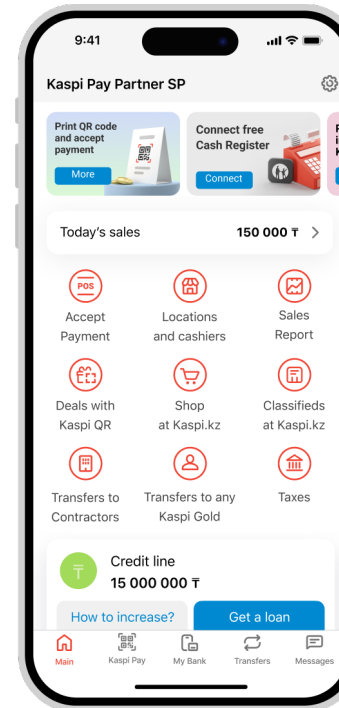 9:41
Kaspi Pay Partner SP
Print QR code
and accept
payment
More
Connect free
Cash Register
Connect
Today's sales
150 000 ₸
POS
Accept
Payment
Locations
and cashiers
Sales
Report
Deals with
Kaspi QR
Shop
at Kaspi.kz
Classifieds
at Kaspi.kz
Transfers to
Contractors
Transfers to any
Kaspi Gold
Taxes
₸
Credit line
15 000 000 ₸
How to increase?
Get a loan
Main
Kaspi Pay
My Bank
Transfers
Messages